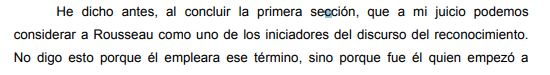 He dicho antes, al concluir la primera sección, que a mi juicio podemos
considerar a Rousseau como uno de los iniciadores del discurso del reconocimiento.
No digo esto porque él empleara ese término, sino porque fue él quien empezó a